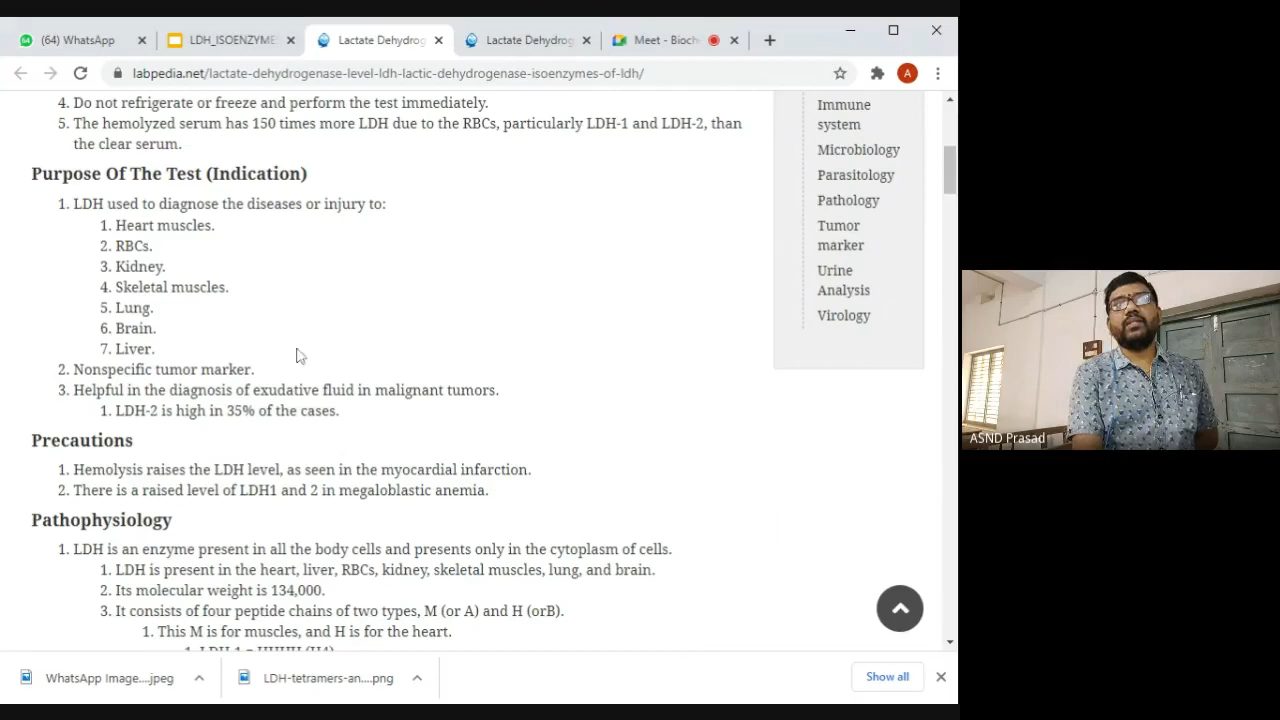 (64) WhatsApp
LDH_ISOENZYME
Lactate Dehydrog
Lactate Dehydrog
Meet - Bioch
labpedia.net/lactate-dehydrogenase-level-ldh-lactic-dehydrogenase-isoenzymes-of-ldh/
A
4. Do not refrigerate or freeze and perform the test immediately.
5. The hemolyzed serum has 150 times more LDH due to the RBCs, particularly LDH-1 and LDH-2, than
the clear serum.
Purpose Of The Test (Indication)
1. LDH used to diagnose the diseases or injury to:
1. Heart muscles.
2. RBCs.
3. Kidney.
4. Skeletal muscles.
5. Lung.
6. Brain.
7. Liver.
2. Nonspecific tumor marker.
3. Helpful in the diagnosis of exudative fluid in malignant tumors.
1. LDH-2 is high in 35% of the cases.
Precautions
1. Hemolysis raises the LDH level, as seen in the myocardial infarction.
2. There is a raised level of LDH1 and 2 in megaloblastic anemia.
Pathophysiology
1. LDH is an enzyme present in all the body cells and presents only in the cytoplasm of cells.
1. LDH is present in the heart, liver, RBCs, kidney, skeletal muscles, lung, and brain.
2. Its molecular weight is 134,000.
3. It consists of four peptide chains of two types, M (or A) and H (orB).
1. This M is for muscles, and H is for the heart.
1. LDH-1 = HHHH (H4)
Immune
system
Microbiology
Parasitology
Pathology
Tumor
marker
Urine
Analysis
Virology
WhatsApp Image....jpeg
LDH-tetramers-an....png
Show all
ASND Prasad